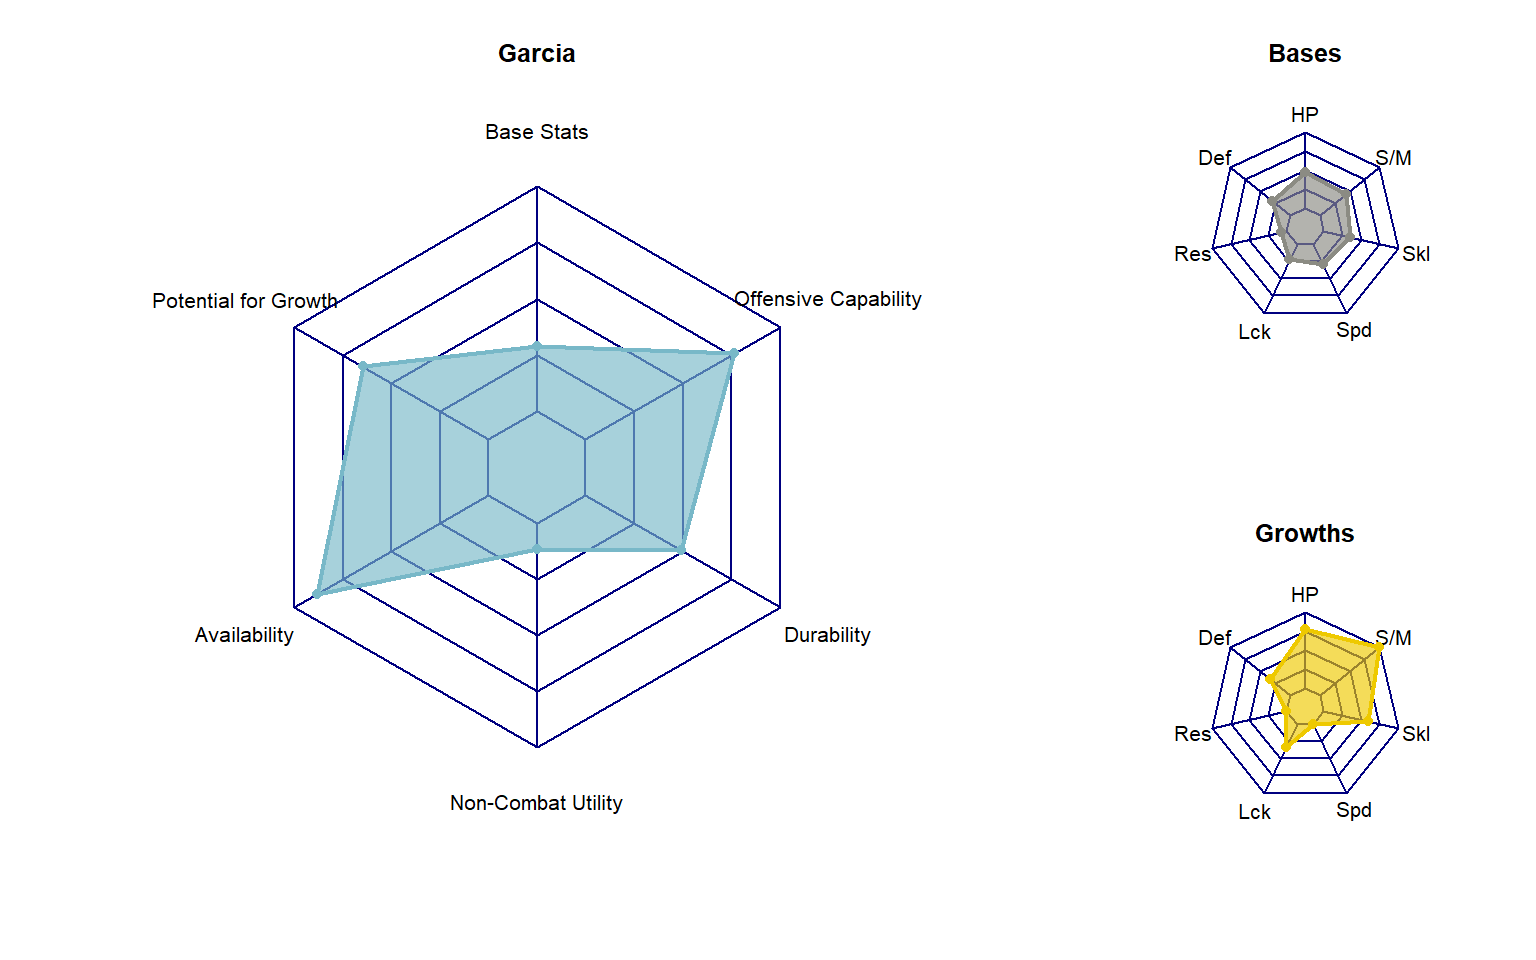 Garcia
Base Stats
Potential for Growth
Offensive Capability
Availability
Durability
Non-Combat Utility
Bases
HP
Def
S/M
Res
Skl
Lck
Spd
Growths
HP
Def
S/M
Res
Skl
Lck
Spd